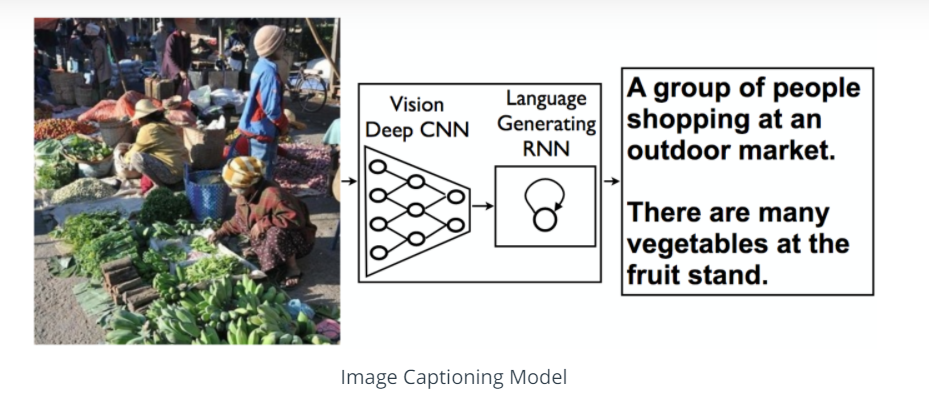 Vision
Deep CNN
Language
Generating
RNN
A group of people
shopping at an
outdoor market.
There are many
vegetables at the
fruit stand.
Image Captioning Model